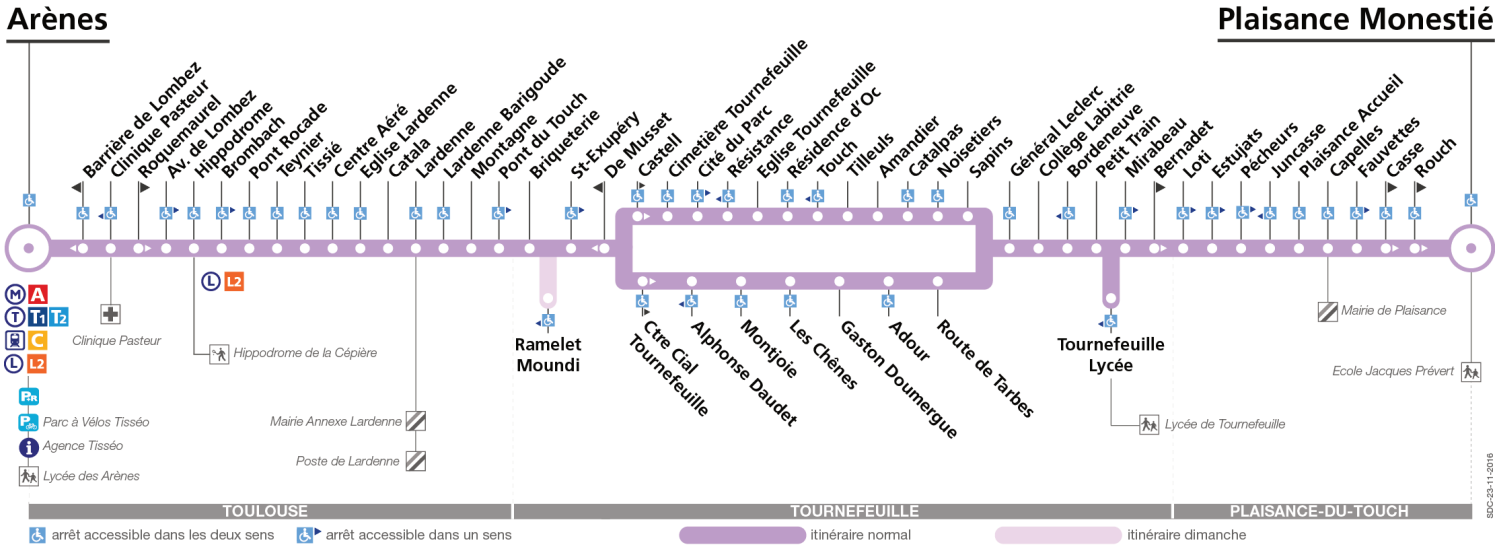 Arènes
Plaisance Monestié
Barrière de Lombez
Clinique Pasteur
Roquemaurel
Av. de Lombez
Hippodrome
Brombach
Pont Rocade
Teynier
Tissié
Centre Aéré
Eglise Lardenne
Catala
Lardenne
Lardenne Barigoude
Montagne
Pont du Touch
Briqueterie
St-Exupéry
De Musset
Castell
Cimetière Tournefeuille
Cité du Parc
Résistance
Eglise Tournefeuille
Résidence d'Oc
Touch
Tilleuls
Amandier
Catalpas
Noisetiers
Sapins
Général Leclerc
Collège Labitrie
Bordeneuve
Petit Train
Mirabeau
Bernadet
Loti
Estujats
Pêcheurs
Juncasse
Plaisance Accueil
Capelles
Fauvettes
Casse
Rouch
M A
T T1 T2
C
L L2
L L2
P+R
P
i
Clinique Pasteur
Hippodrome de la Cépière
Ramelet
Moundi
Ctre Cial
Tournefeuille
Alphonse Daudet
Montjoie
Les Chênes
Gaston Doumergue
Adour
Route de Tarbes
Tournefeuille
Lycée
Mairie de Plaisance
Ecole Jacques Prévert
Parc à Vélos Tisséo
Agence Tisséo
Lycée des Arènes
Mairie Annexe Lardenne
Poste de Lardenne
Lycée de Tournefeuille
SDC-23-11-2016
TOULOUSE
TOURNEFEUILLE
PLAISANCE-DU-TOUCH
arrêt accessible dans les deux sens
arrêt accessible dans un sens
itinéraire normal
itinéraire dimanche